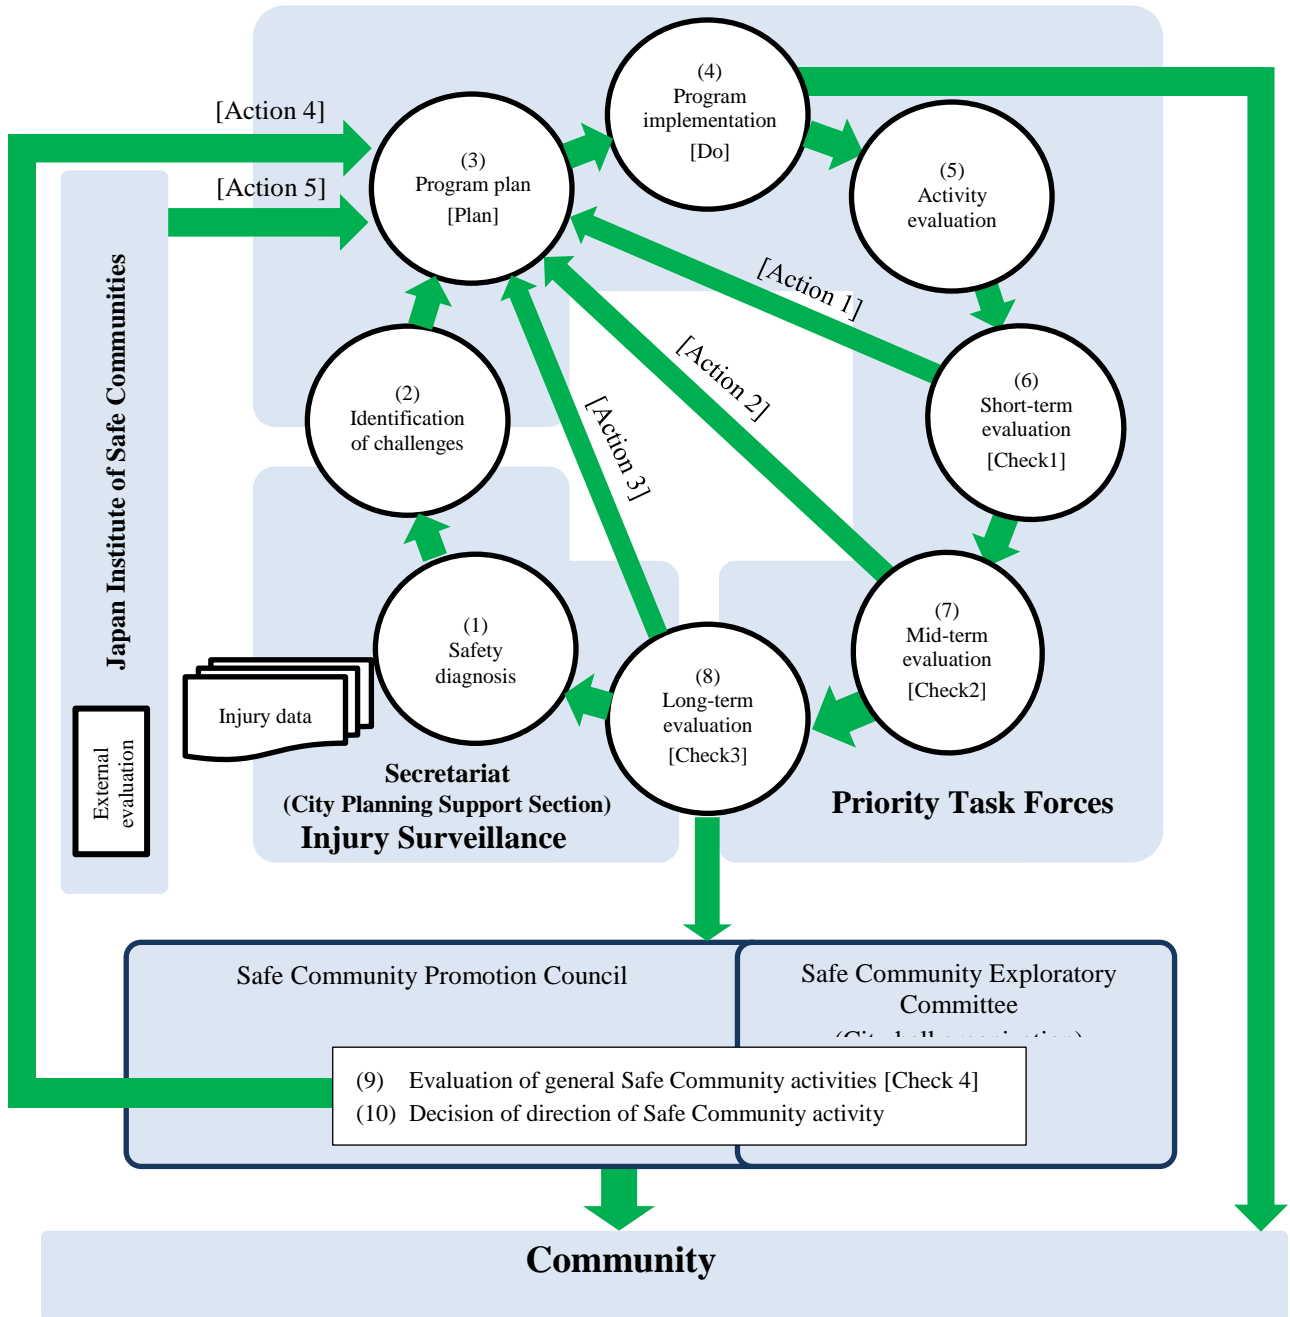 (4)
Program
implementation
[Do]
[Action 4]
(3)
Program plan
[Plan]
(5)
Activity
evaluation
[Action 5]
[Action 1]
[Action 2]
[Action 3]
(2)
Identification
of challenges
(6)
Short-term
evaluation
[Check1]
Japan Institute of Safe Communities
External
evaluation
(1)
Safety
diagnosis
(7)
Mid-term
evaluation
[Check2]
(8)
Long-term
evaluation
[Check3]
Injury data
Secretariat
(City Planning Support Section)
Injury Surveillance
Priority Task Forces
Safe Community Promotion Council
Safe Community Exploratory
Committee
(9) Evaluation of general Safe Community activities [Check 4]
(10) Decision of direction of Safe Community activity
Community